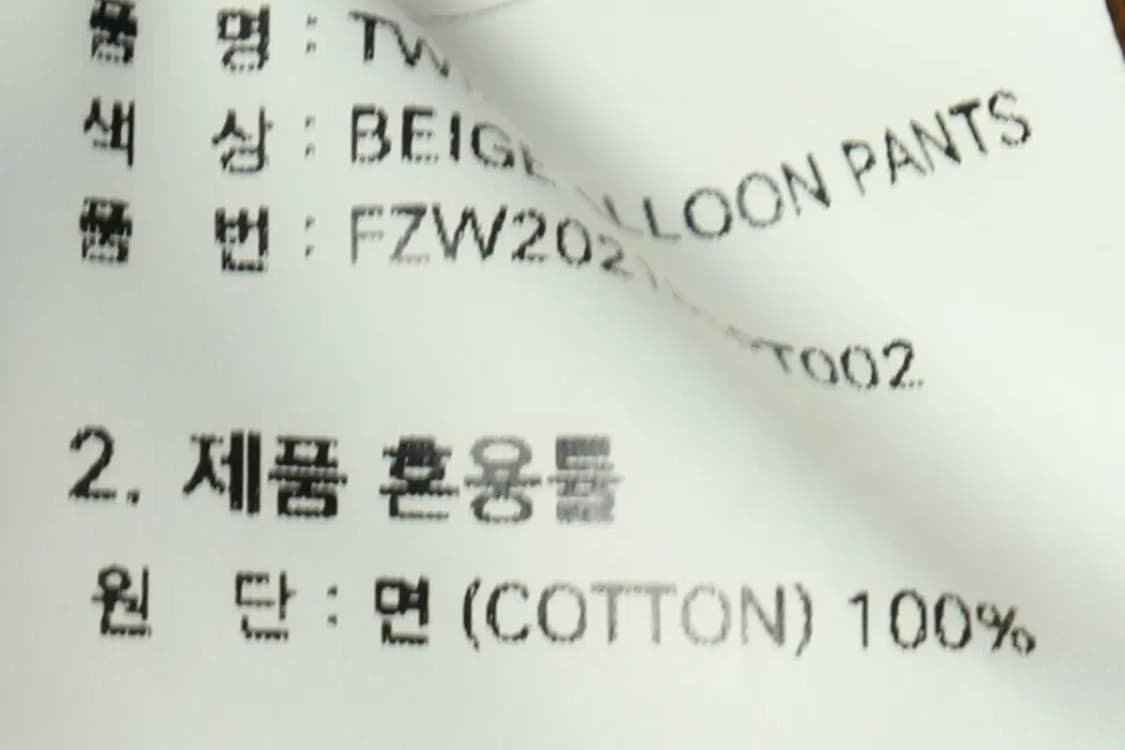 품 명 : TW LLOON PANTS
색 상 : BEIGE
품 번 : FZW202 T002
2. 제품 혼용률
원 단 : 면 (COTTON) 100%